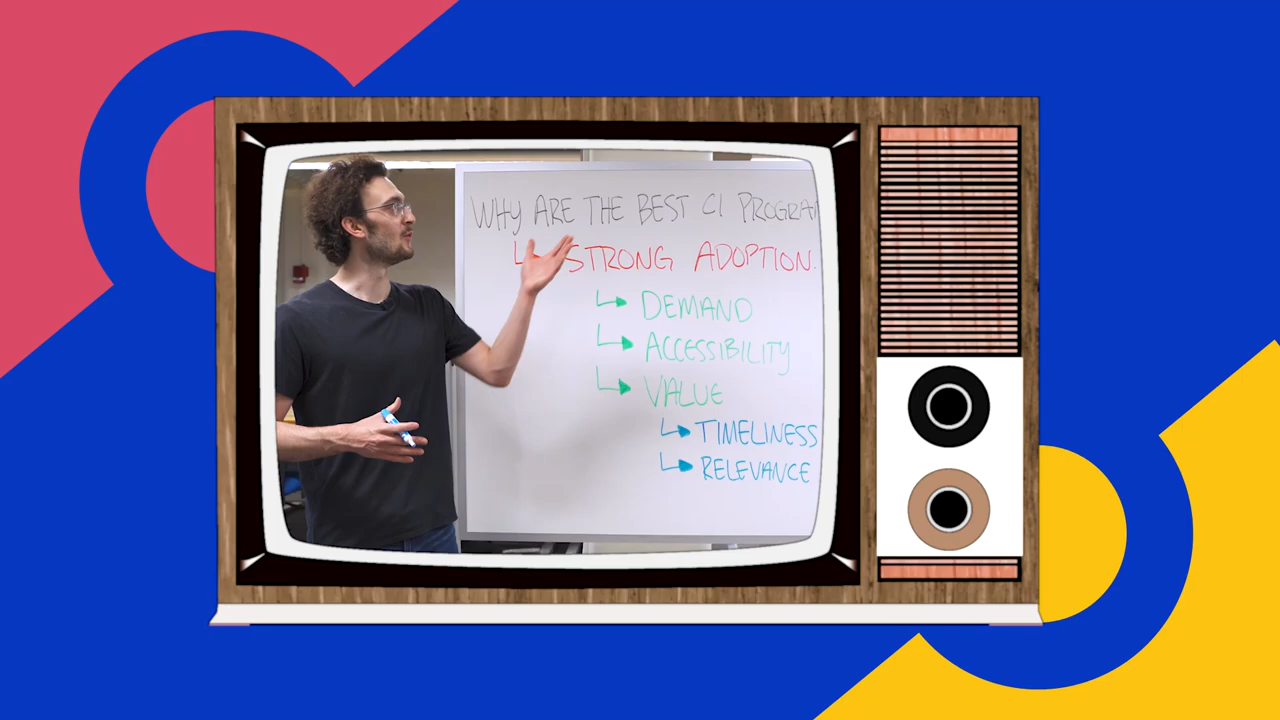 WHY ARE THE BEST CI PROGRA
STRONG ADOPTION.
DEMAND
ACCESSIBILITY
VALUE
TIMELINESS
RELEVANCE